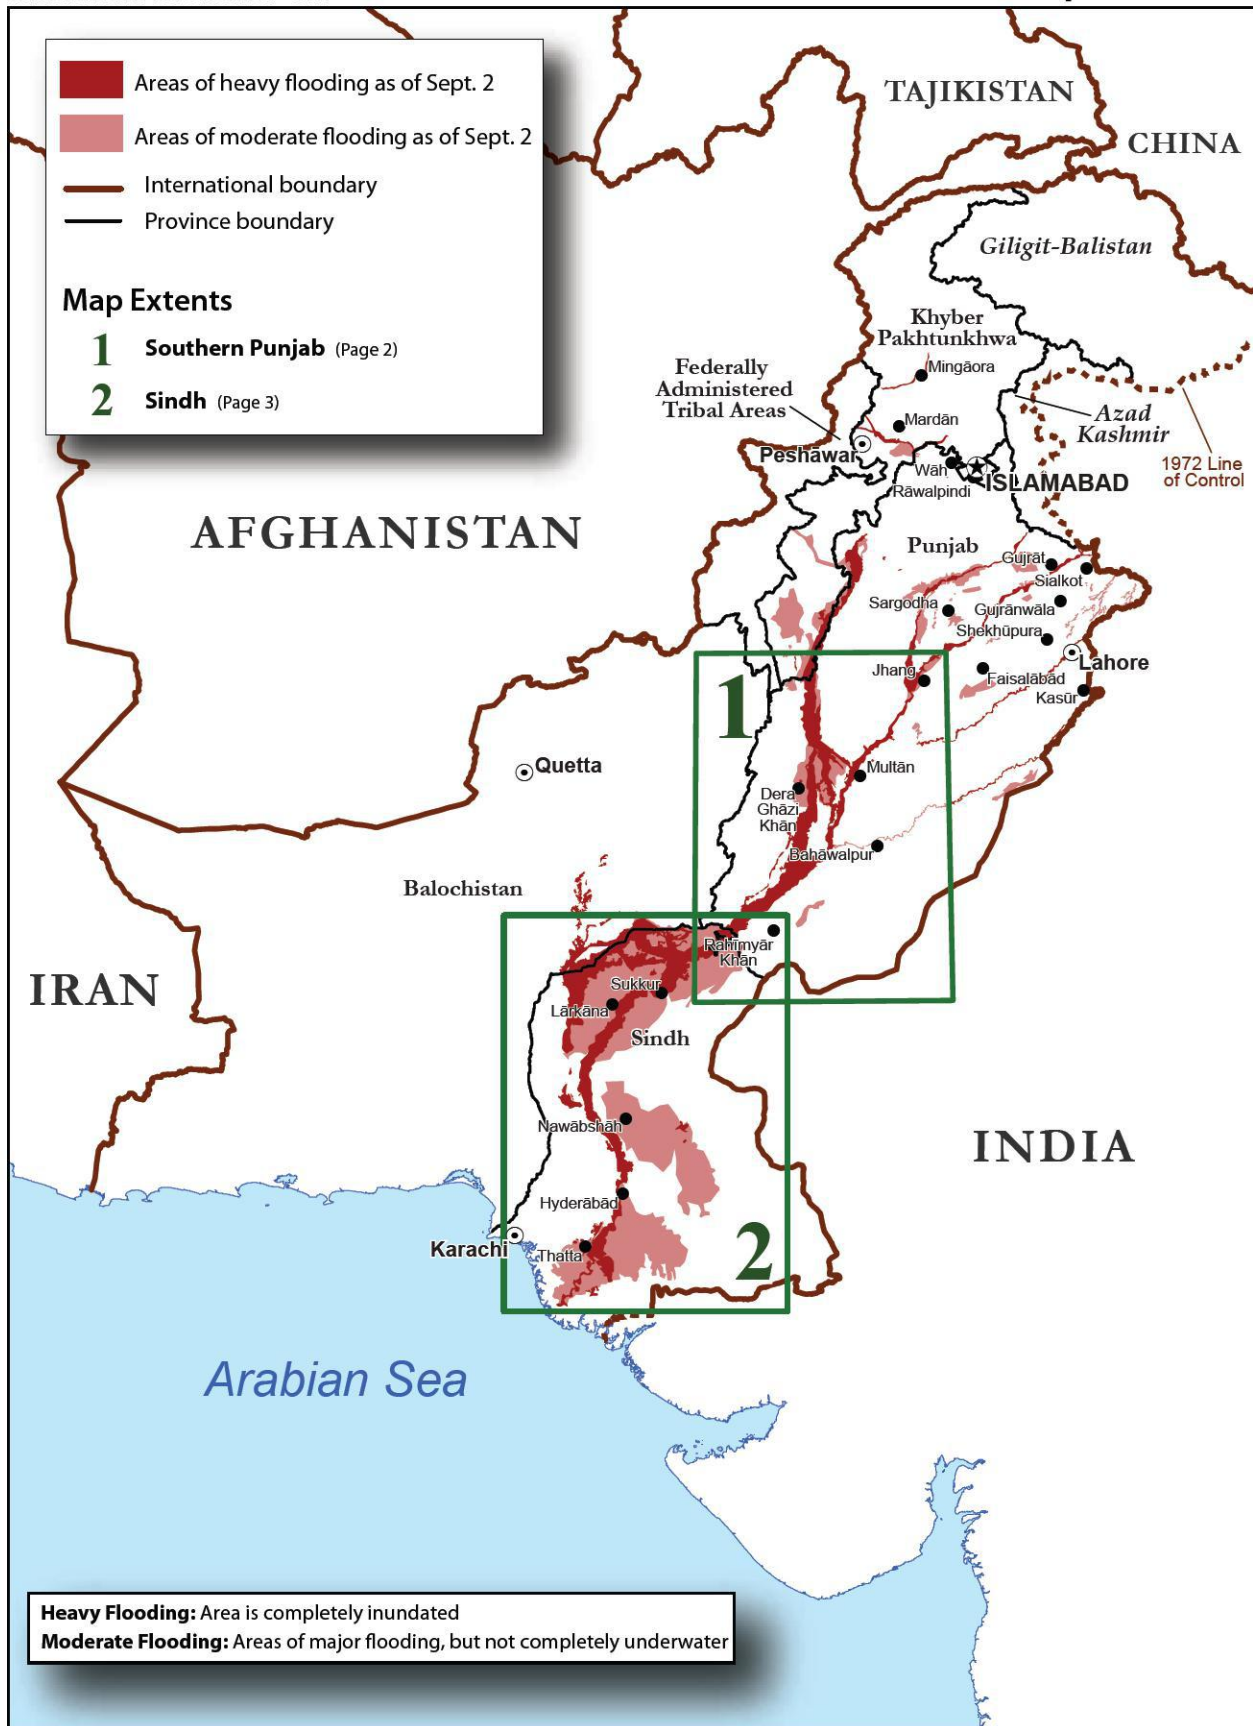 Areas of heavy flooding as of Sept. 2
Areas of moderate flooding as of Sept. 2
International boundary
Province boundary
Map Extents
1 Southern Punjab (Page 2)
2 Sindh (Page 3)
TAJIKISTAN
CHINA
Giligit-Balistan
Khyber
Pakhtunkhwa
Mingāora
Federally
Administered
Tribal Areas
Mardān
Azad
Kashmir
Peshāwar
Wāh
1972 Line
of Control
ISLAMABAD
Rāwalpindi
AFGHANISTAN
Punjab
Gujrāt
Sialkot
Sargodha
Gujrānwāla
Shekhūpura
Lahore
Jhang
Faisalābād
Kasūr
1
Quetta
Multān
Dera
Ghāzi
Khān
Bahāwalpur
Balochistan
Rahīmyār
Khān
IRAN
Sukkur
Lārkāna
Sindh
Nawābshāh
INDIA
Hyderābād
Karachi
Thatta
2
Arabian Sea
Heavy Flooding: Area is completely inundated
Moderate Flooding: Areas of major flooding, but not completely underwater